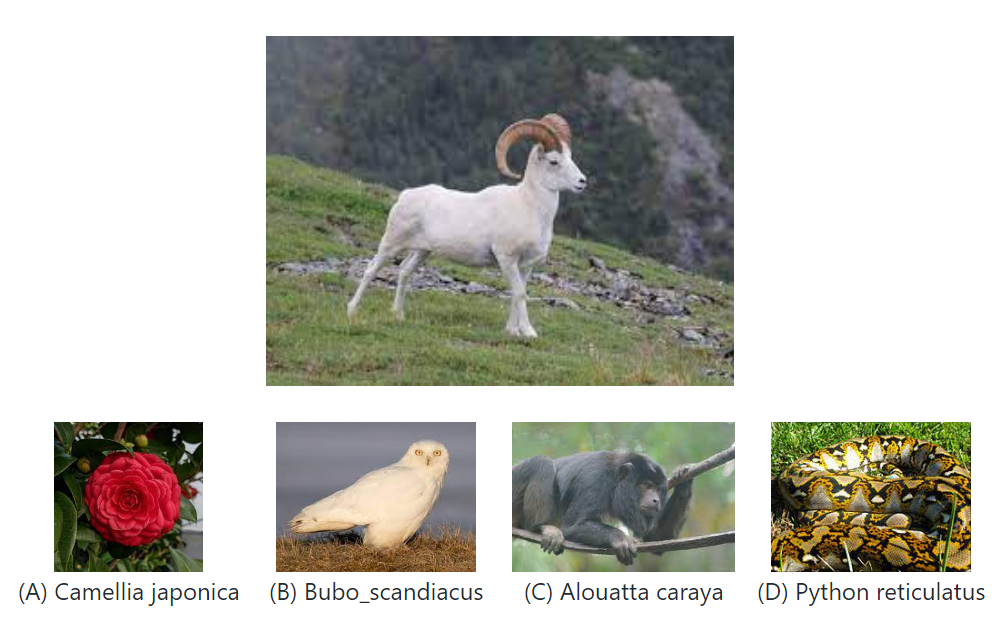 (A) Camellia japonica
(B) Bubo_scandiacus
(C) Alouatta caraya
(D) Python reticulatus